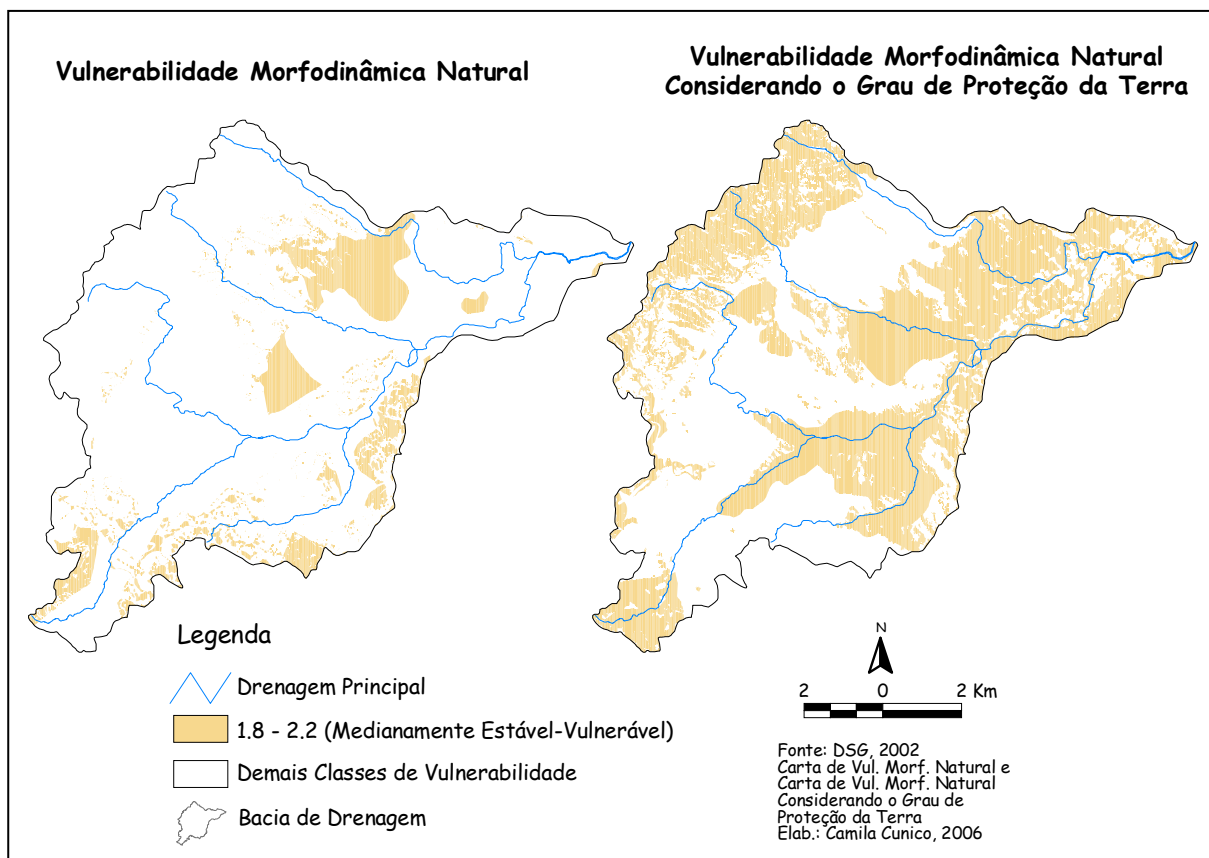 Vulnerabilidade Morfodinâmica Natural
Vulnerabilidade Morfodinâmica Natural
Considerando o Grau de Proteção da Terra
Legenda
Drenagem Principal
1.8 - 2.2 (Medianamente Estável-Vulnerável)
Demais Classes de Vulnerabilidade
Bacia de Drenagem
N
2 0 2 Km
Fonte: DSG, 2002
Carta de Vul. Morf. Natural e
Carta de Vul. Morf. Natural
Considerando o Grau de
Proteção da Terra
Elab.: Camila Cunico, 2006